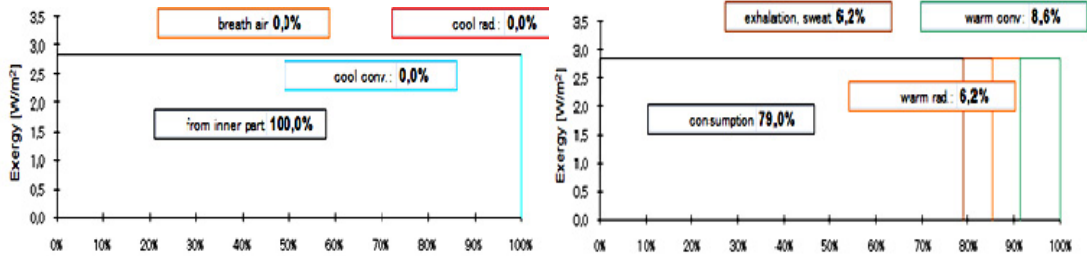 breath air 0,0%
cool rad.: 0,0%
cool conv.: 0,0%
from inner part 100,0%
Exergy [W/m²]
3,5
3,0
2,5
2,0
1,5
1,0
0,5
0,0
0% 10% 20% 30% 40% 50% 60% 70% 80% 90% 100%
exhalation, sweat 6,2%
warm conv: 8,6%
warm rad.: 6,2%
consumption 79,0%
Exergy [W/m²]
3,5
3,0
2,5
2,0
1,5
1,0
0,5
0,0
0% 10% 20% 30% 40% 50% 60% 70% 80% 90% 100%